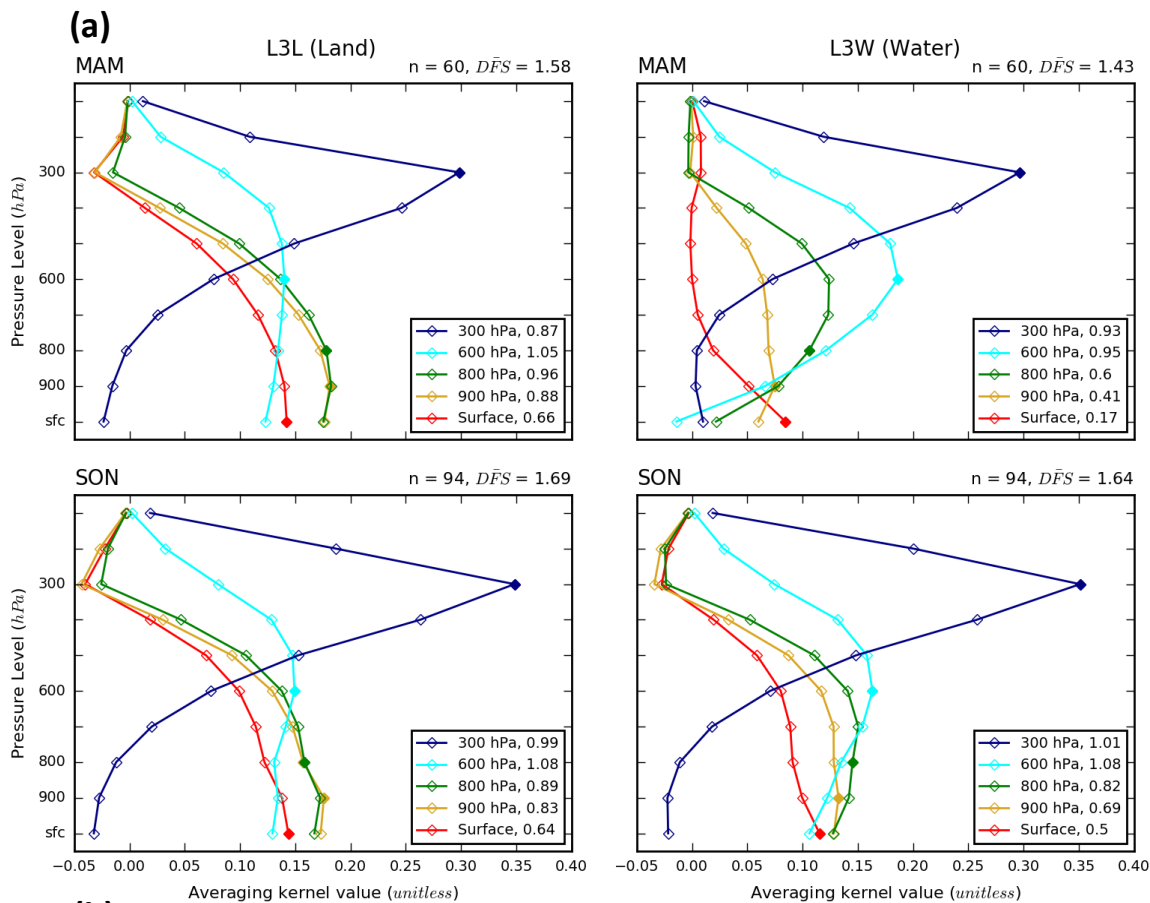 (a)
L3L (Land)
L3W (Water)
MAM
n = 60, DF̄S = 1.58
MAM
n = 60, DF̄S = 1.43
Pressure Level (hPa)
300
600
800
900
sfc
300 hPa, 0.87
600 hPa, 1.05
800 hPa, 0.96
900 hPa, 0.88
Surface, 0.66
300 hPa, 0.93
600 hPa, 0.95
800 hPa, 0.6
900 hPa, 0.41
Surface, 0.17
SON
n = 94, DF̄S = 1.69
SON
n = 94, DF̄S = 1.64
Pressure Level (hPa)
300
600
800
900
sfc
300 hPa, 0.99
600 hPa, 1.08
800 hPa, 0.89
900 hPa, 0.83
Surface, 0.64
300 hPa, 1.01
600 hPa, 1.08
800 hPa, 0.82
900 hPa, 0.69
Surface, 0.5
−0.05 0.00 0.05 0.10 0.15 0.20 0.25 0.30 0.35 0.40
−0.05 0.00 0.05 0.10 0.15 0.20 0.25 0.30 0.35 0.40
Averaging kernel value (unitless)
Averaging kernel value (unitless)